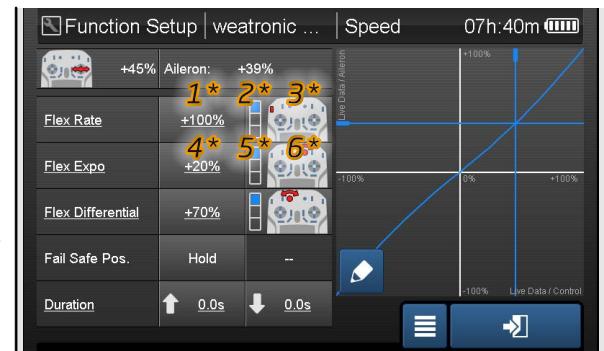 Function Setup weatronic ... Speed 07h:40m
+45% Aileron: +39%
1* 2* 3*
Flex Rate +100%
4* 5* 6*
Flex Expo +20%
Flex Differential +70%
Fail Safe Pos. Hold --
Duration 0.0s 0.0s
Live Data / Aileron
+100%
-100% 0% +100%
-100% Live Data / Control